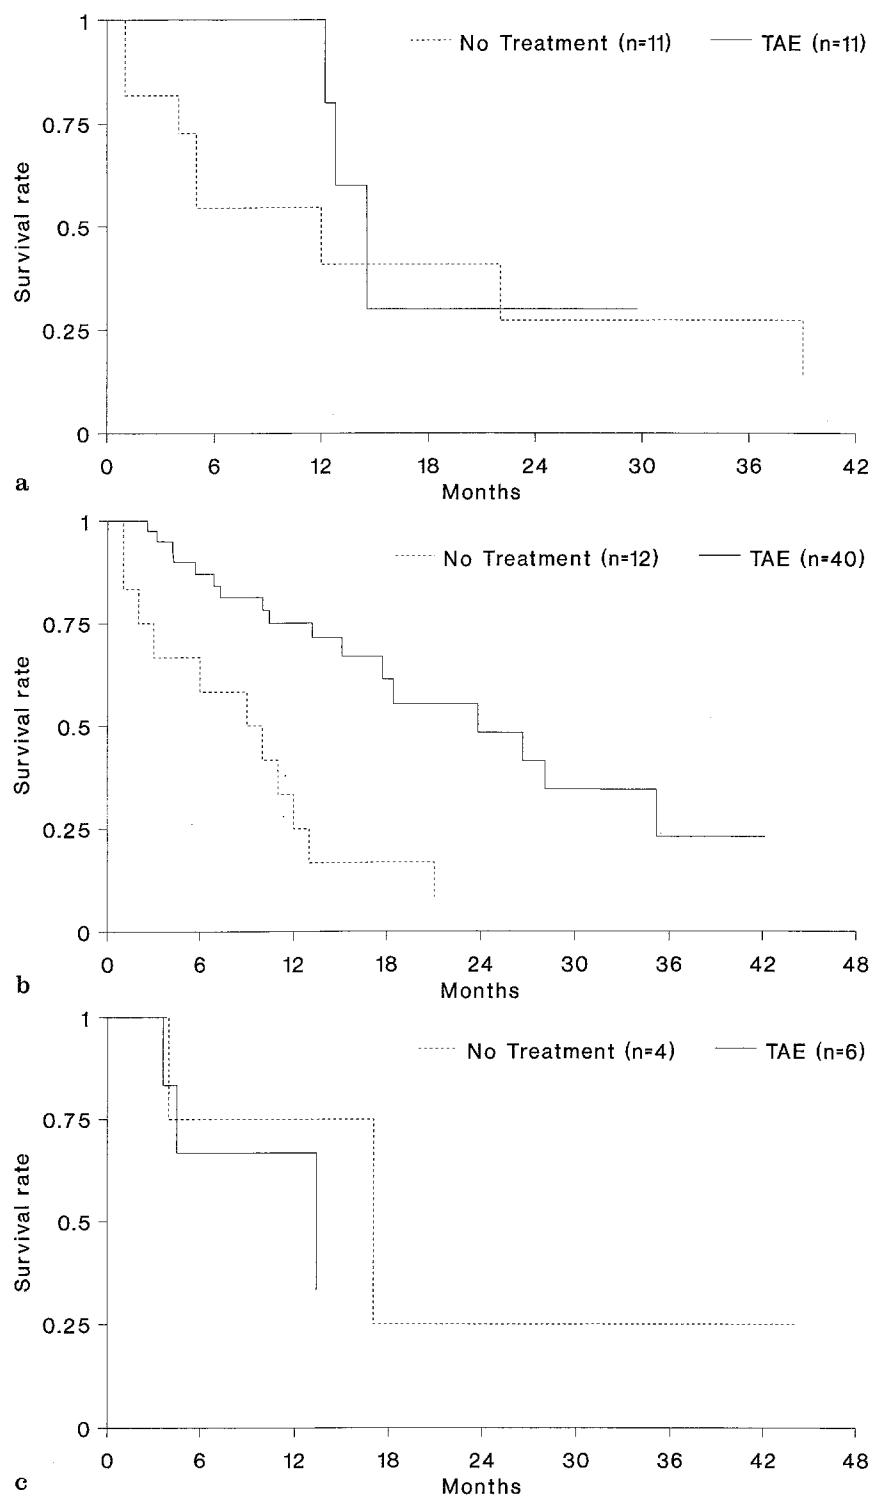 No Treatment (n=11) TAE (n=11)
Survival rate
1
0.75
0.5
0.25
0
0 6 12 18 24 30 36 42
Months
a
No Treatment (n=12) TAE (n=40)
Survival rate
1
0.75
0.5
0.25
0
0 6 12 18 24 30 36 42 48
Months
b
No Treatment (n=4) TAE (n=6)
Survival rate
1
0.75
0.5
0.25
0
0 6 12 18 24 30 36 42 48
Months
c